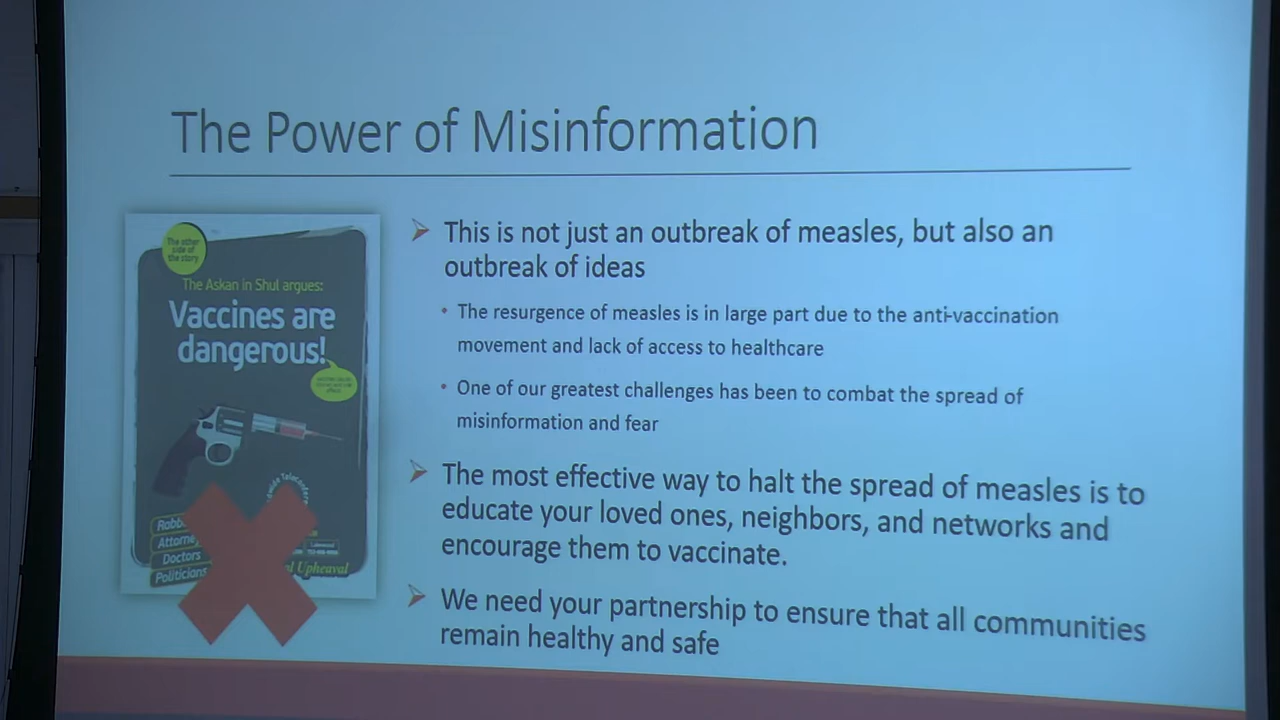 The Power of Misinformation
The other
side of
the story
The Askan in Shul argues:
Vaccines are
dangerous!
Attorne
Doctors
Politicians
Upheaval
This is not just an outbreak of measles, but also an
outbreak of ideas
The resurgence of measles is in large part due to the anti-vaccination
movement and lack of access to healthcare
One of our greatest challenges has been to combat the spread of
misinformation and fear
The most effective way to halt the spread of measles is to
educate your loved ones, neighbors, and networks and
encourage them to vaccinate.
We need your partnership to ensure that all communities
remain healthy and safe